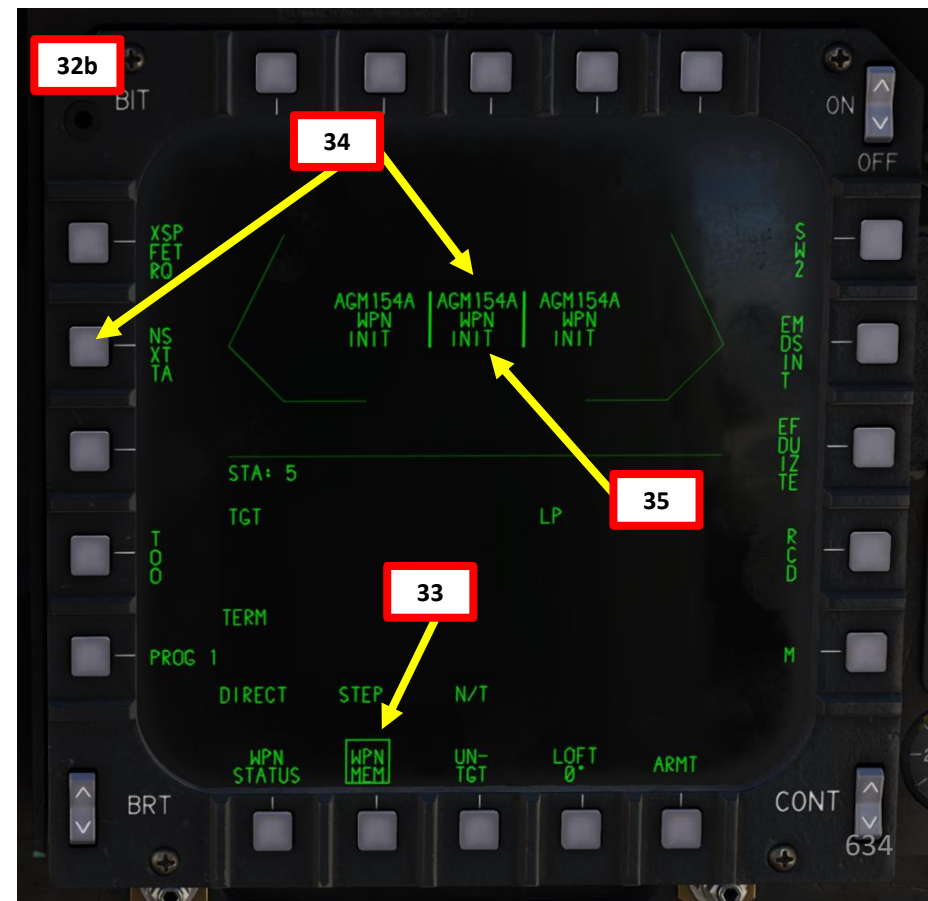 32b
BIT
ON
OFF
34
XSP
FET
RQ
S
W
2
AGM154A
WPN
INIT
AGM154A
WPN
INIT
AGM154A
WPN
INIT
NS
XT
TA
EM
DS
IN
T
35
EF
DU
IZ
TE
STA: 5
TGT
LP
T
O
O
R
C
D
33
TERM
PROG 1
M
DIRECT
STEP
N/T
WPN
STATUS
WPN
MEM
UN-
TGT
LOFT
0°
ARMT
BRT
CONT
634